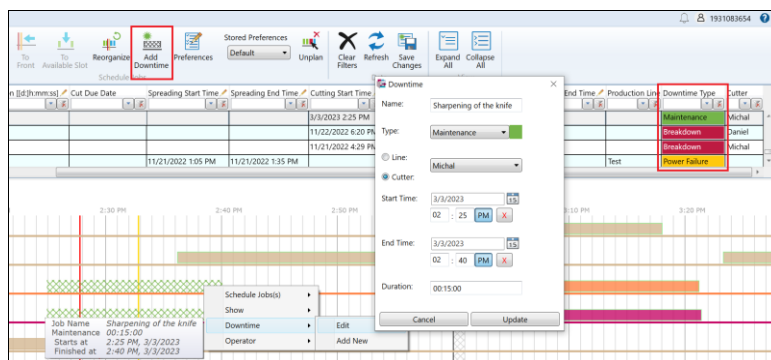 1931083654
To Front
To Available Slot
Reorganize
Add Downtime
Preferences
Stored Preferences
Default
Unplan
Clear Filters
Refresh
Save Changes
Expand All
Collapse All
n [[d:]h:mm:ss]
Cut Due Date
Spreading Start Time
Spreading End Time
Cutting Start Time
End Time
Production Line
Downtime Type
Cutter
3/3/2023 2:25 PM
Maintenance
Michal
11/22/2022 6:20 PM
Breakdown
Daniel
11/21/2022 4:29 PM
Breakdown
Michal
11/21/2022 1:05 PM
11/21/2022 1:35 PM
Test
Power Failure
Downtime
Name:
Sharpening of the knife
Type:
Maintenance
Line:
Michal
Cutter:
Start Time:
3/3/2023
15
02 : 25 PM X
End Time:
3/3/2023
15
02 : 40 PM X
Duration:
00:15:00
Cancel
Update
2:30 PM
2:40 PM
2:50 PM
3:10 PM
3:20 PM
Schedule Jobs(s)
Show
Downtime
Operator
Edit
Add New
Job Name Sharpening of the knife
Maintenance 00:15:00
Starts at 2:25 PM, 3/3/2023
Finished at 2:40 PM, 3/3/2023